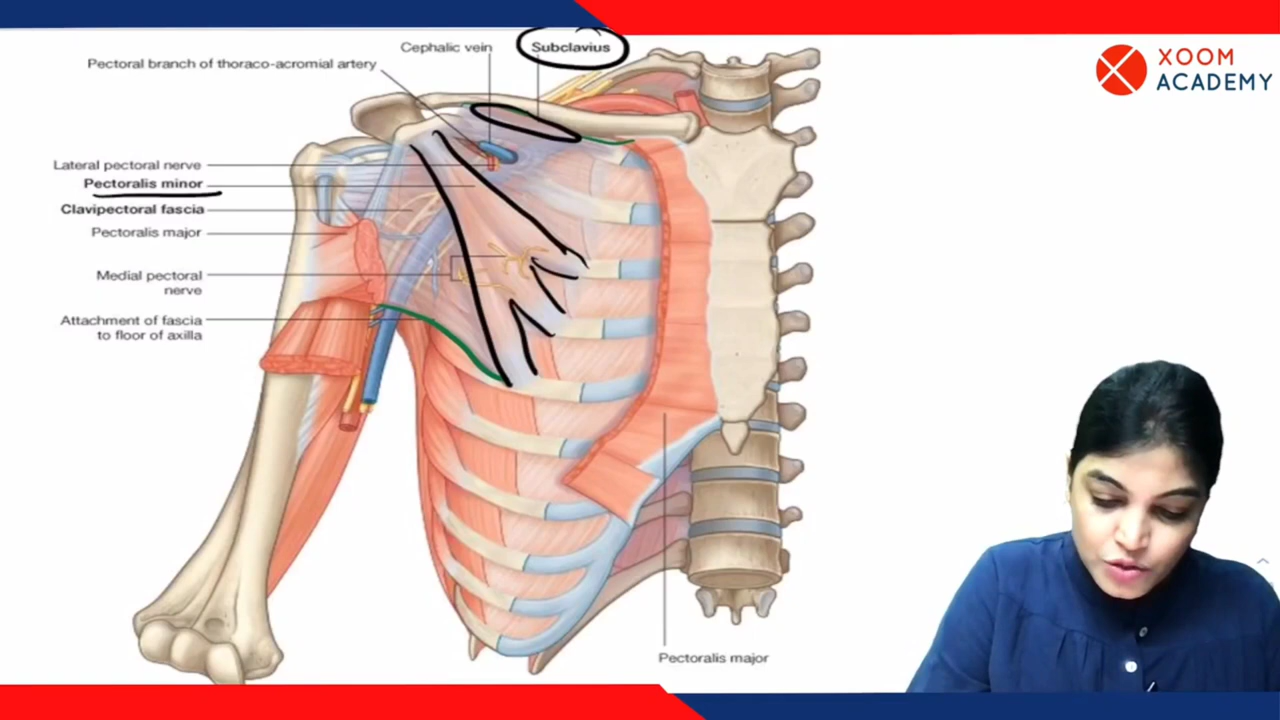 Cephalic vein
Subclavius
Pectoral branch of thoraco-acromial artery
XOOM
ACADEMY
Lateral pectoral nerve
Pectoralis minor
Clavipectoral fascia
Pectoralis major
Medial pectoral
nerve
Attachment of fascia
to floor of axilla
Pectoralis major